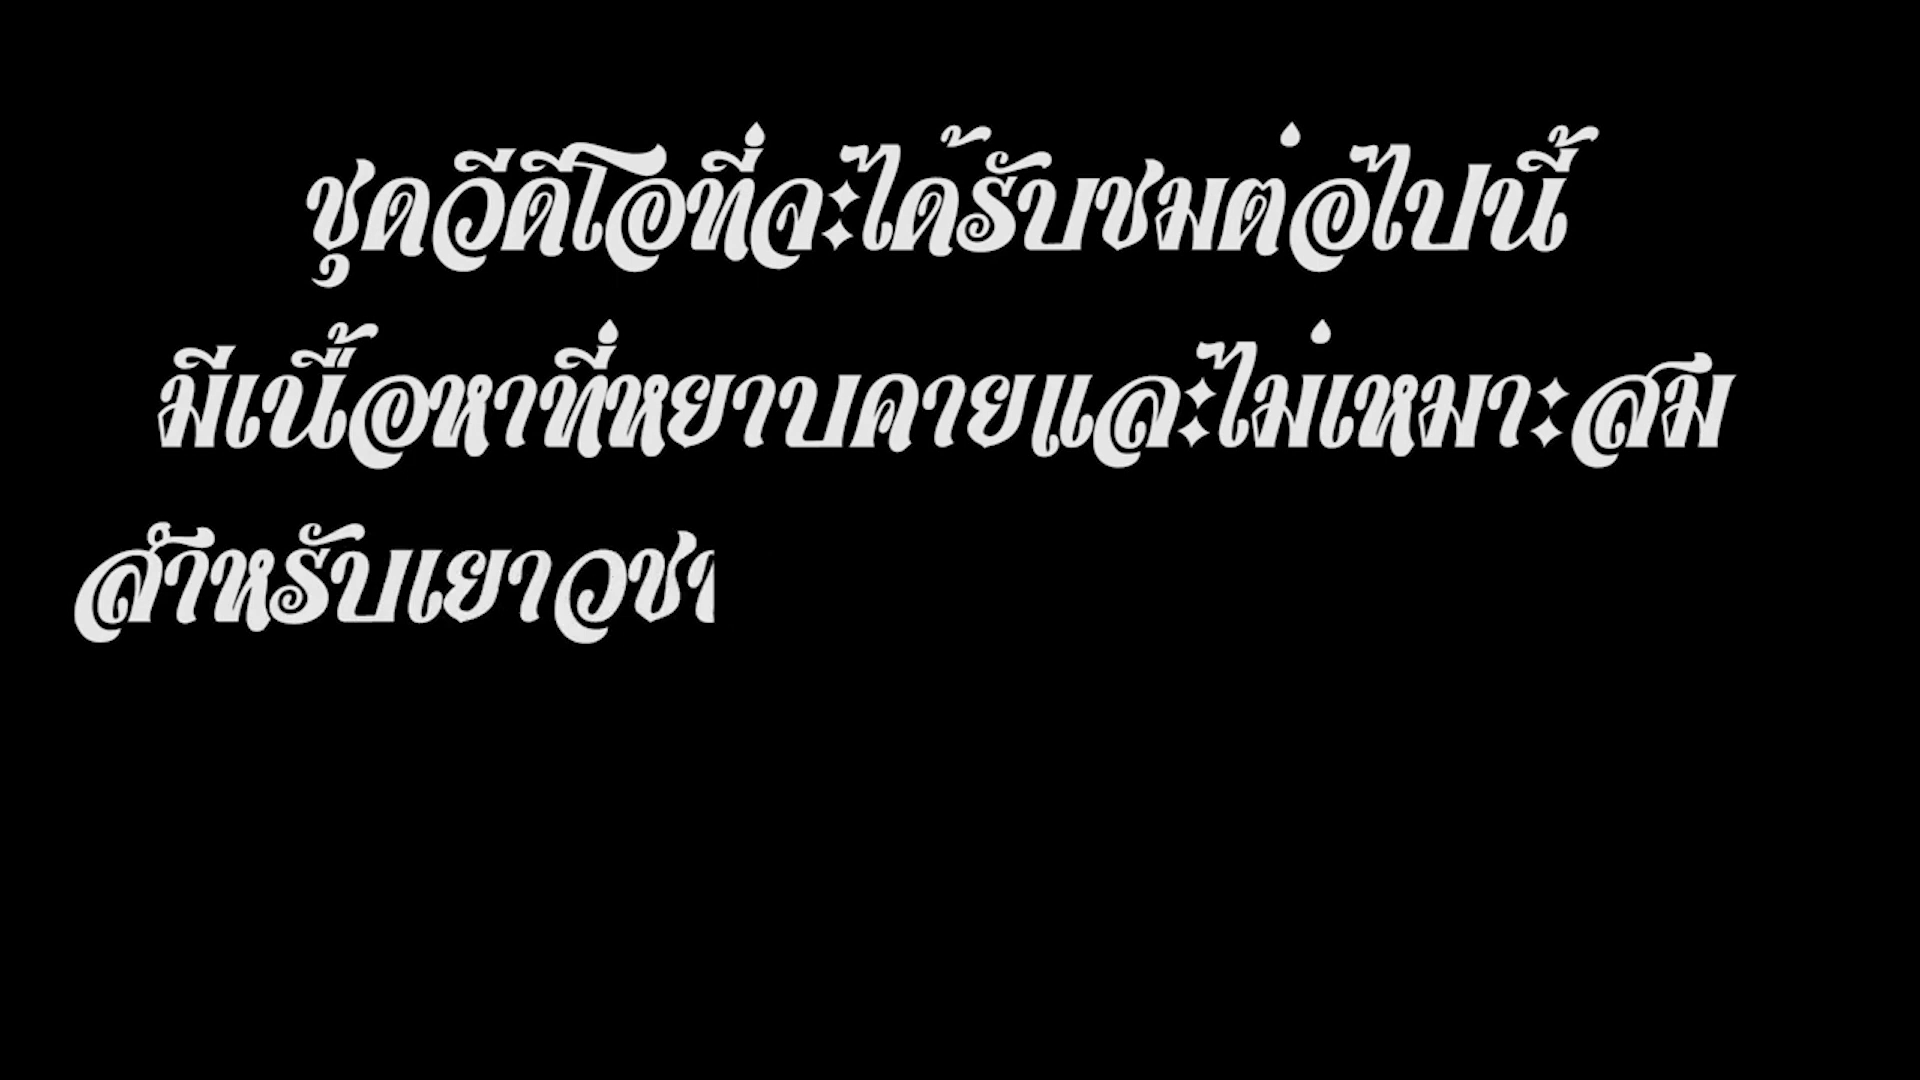 ชุดวีดีโอที่จะได้รับชมต่อไปนี้
มีเนื้อหาที่หยาบคายและไม่เหมาะสม
สำหรับเยาวชา